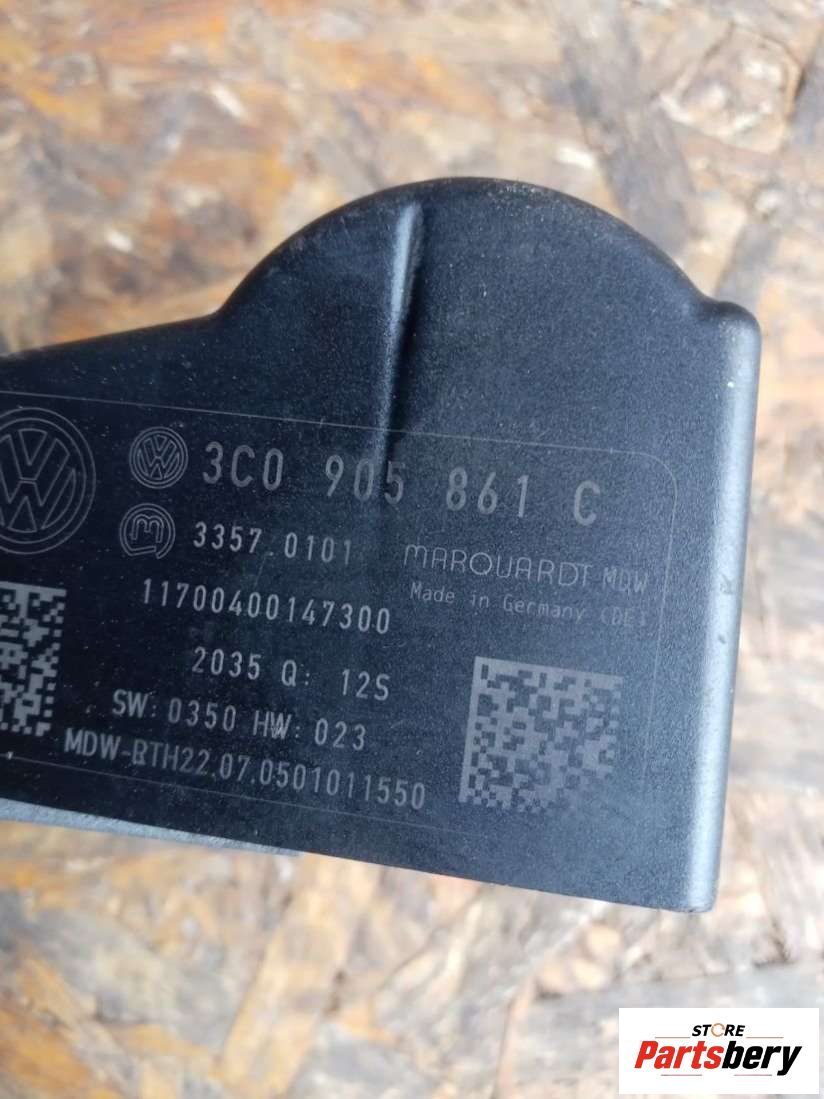 3C0 905 861 C
3357.0101 MARQUARDT MDW
Made in Germany (DE)
11700400147300
2035 Q: 12S
SW: 0350 HW: 023
MDW-RTH22.07.0501011550
STORE
Partsbery